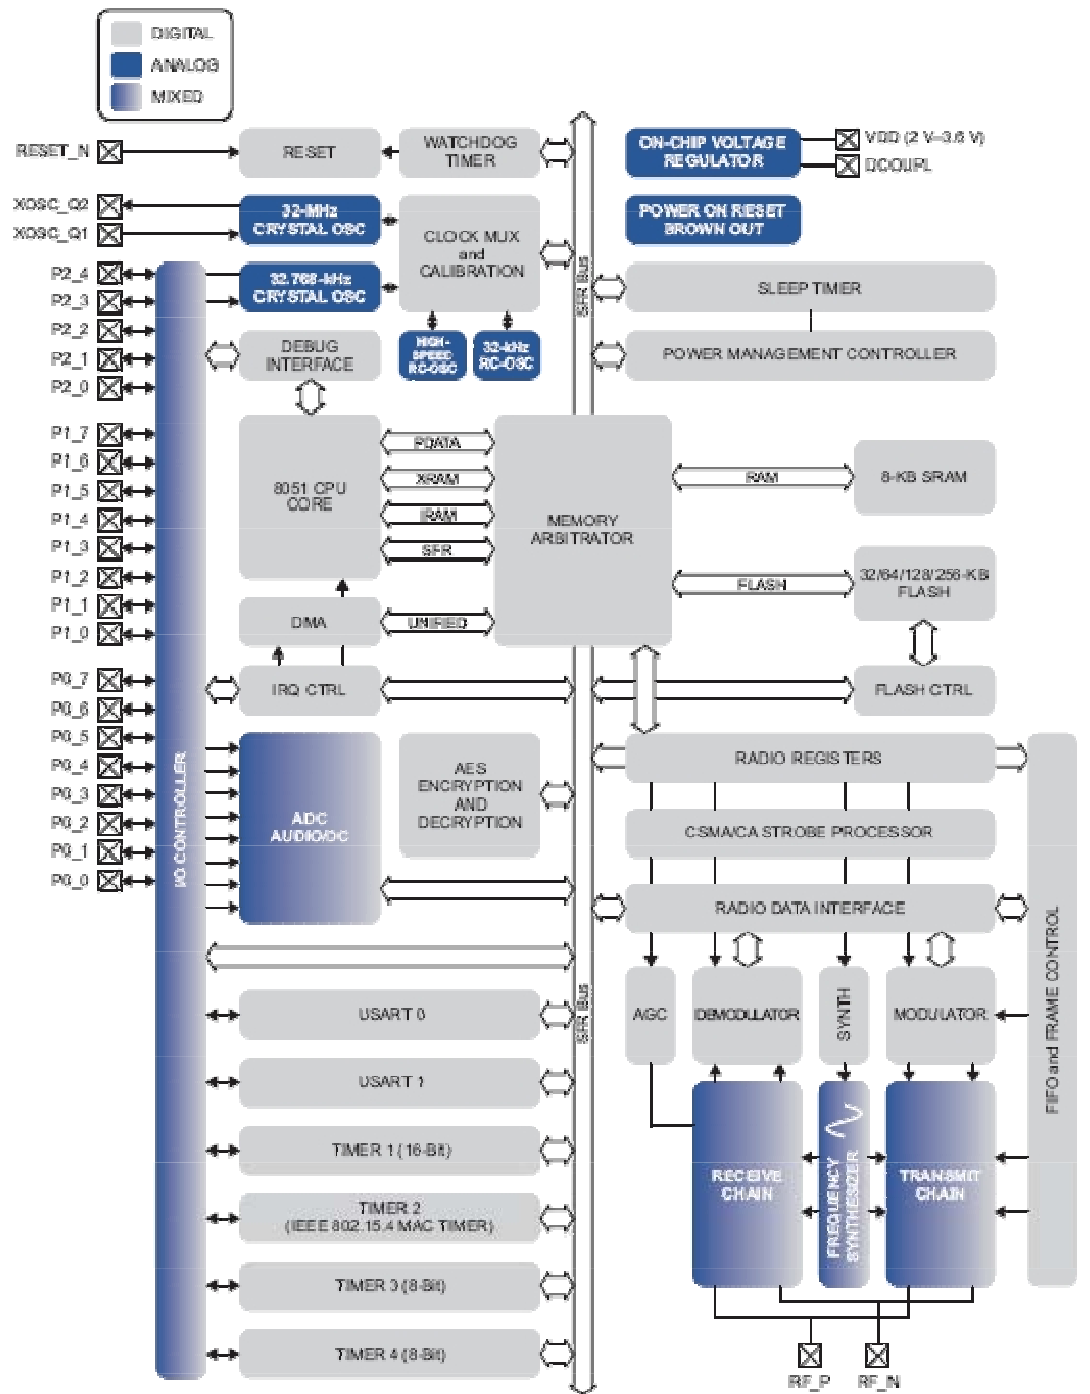 DIGITAL
ANALOG
MIXED
RESET_N
RESET
WATCHDOG
TIMER
ON-CHIP VOLTAGE
REGULATOR
VDD (2 V–3.6 V)
DCOUPL
XOSC_Q2
XOSC_Q1
32-MHz
CRYSTAL OSC
CLOCK MUX
and
CALIBRATION
POWER ON RESET
BROWN OUT
SFR Bus
P2_4
P2_3
P2_2
P2_1
P2_0
32.768-kHz
CRYSTAL OSC
SLEEP TIMER
DEBUG
INTERFACE
HIGH-
SPEED
RC-OSC
32-kHz
RC-OSC
POWER MANAGEMENT CONTROLLER
P1_7
P1_6
P1_5
P1_4
P1_3
P1_2
P1_1
P1_0
8051 CPU
CORE
PDATA
XRAM
IRAM
SFR
MEMORY
ARBITRATOR
RAM
8-KB SRAM
FLASH
32/64/128/256-KB
FLASH
DMA
UNIFIED
P0_7
P0_6
P0_5
P0_4
P0_3
P0_2
P0_1
P0_0
IRQ CTRL
FLASH CTRL
I/O CONTROLLER
ADC
AUDIO/DC
AES
ENCRYPTION
AND
DECRYPTION
RADIO REGISTERS
CSMA/CA STROBE PROCESSOR
RADIO DATA INTERFACE
FIFO and FRAME CONTROL
SFR Bus
AGC
DEMODULATOR
SYNTH
MODULATOR
USART 0
USART 1
TIMER 1 (16-Bit)
TIMER 2
(IEEE 802.15.4 MAC TIMER)
TIMER 3 (8-Bit)
TIMER 4 (8-Bit)
RECEIVE
CHAIN
FREQUENCY
SYNTHESIZER
TRANSMIT
CHAIN
RF_P
RF_N